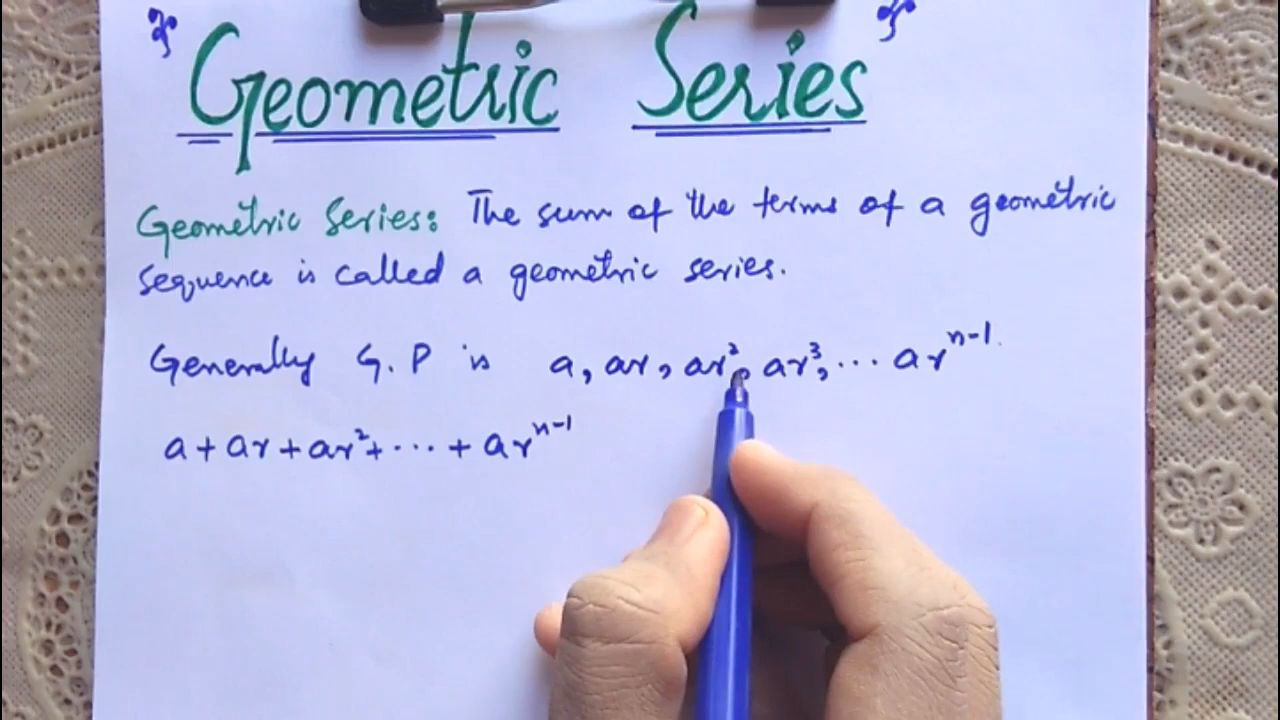 Geometric Series
Geometric Series: The sum of the terms of a geometric
sequence is called a geometric series.
Generally G.P is a, ar, ar², ar³, ... arⁿ⁻¹.
a + ar + ar² + ... + arⁿ⁻¹